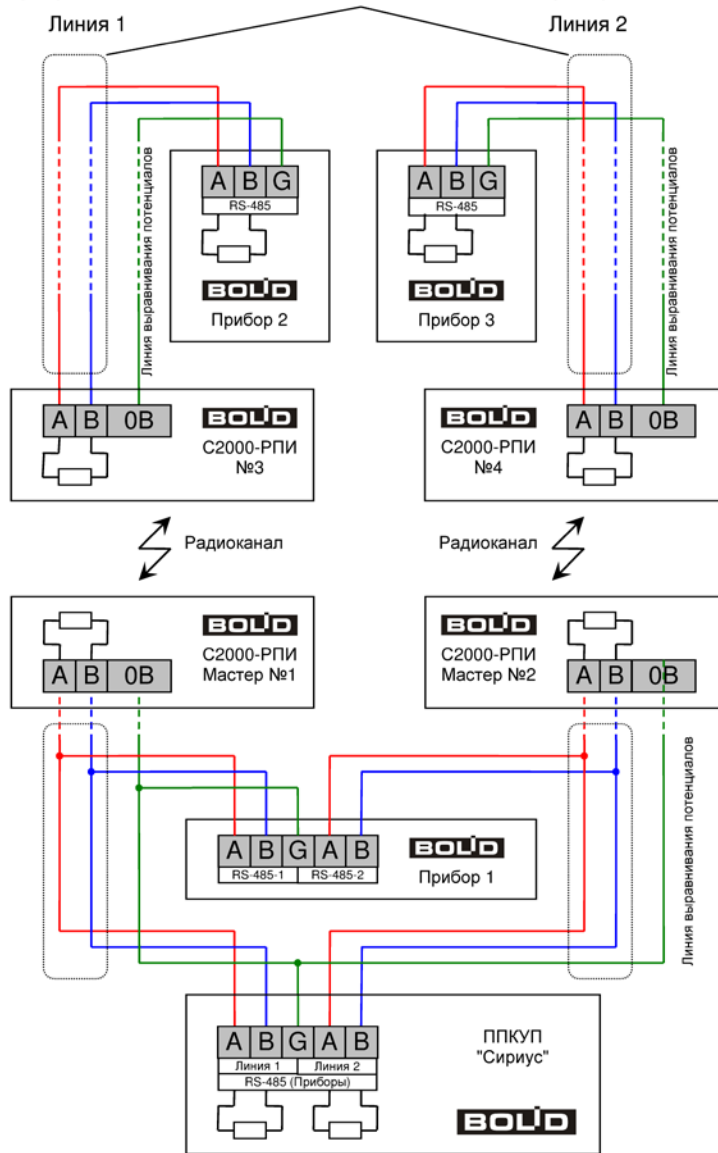 Линия 1
Линия 2
Линия выравнивания потенциалов
A B G
RS-485
BOLID
Прибор 2
A B G
RS-485
BOLID
Прибор 3
Линия выравнивания потенциалов
A B 0B
BOLID
С2000-РПИ
№3
BOLID
С2000-РПИ
№4
A B 0B
Радиоканал
Радиоканал
BOLID
С2000-РПИ
Мастер №1
A B 0B
BOLID
С2000-РПИ
Мастер №2
A B 0B
A B G A B
RS-485-1 RS-485-2
BOLID
Прибор 1
Линия выравнивания потенциалов
A B G A B
Линия 1 Линия 2
RS-485 (Приборы)
ППКУП
"Сириус"
BOLID